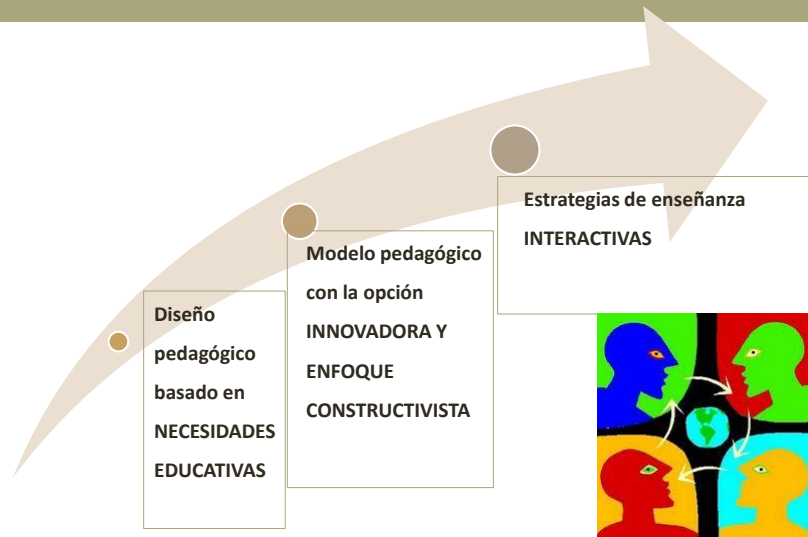 Diseño
pedagógico
basado en
NECESIDADES
EDUCATIVAS
Modelo pedagógico
con la opción
INNOVADORA Y
ENFOQUE
CONSTRUCTIVISTA
Estrategias de enseñanza
INTERACTIVAS